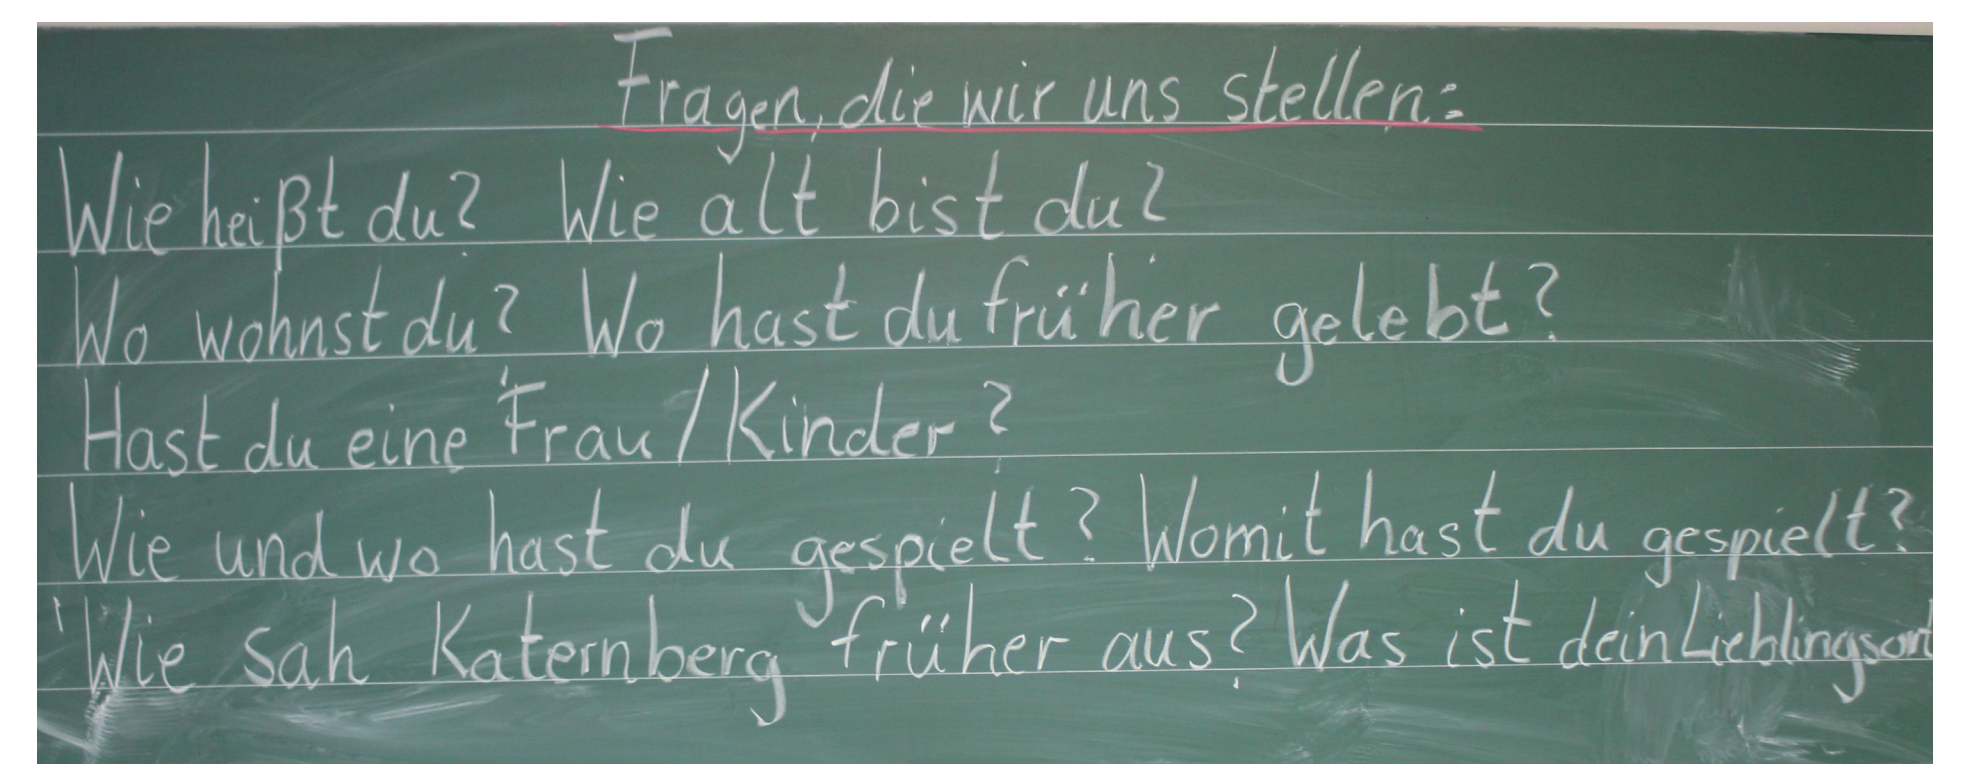 Fragen, die wir uns stellen:
Wie heißt du? Wie alt bist du?
Wo wohnst du? Wo hast du früher gelebt?
Hast du eine Frau / Kinder?
Wie und wo hast du gespielt? Womit hast du gespielt?
Wie sah Katernberg früher aus? Was ist dein Lieblingsort